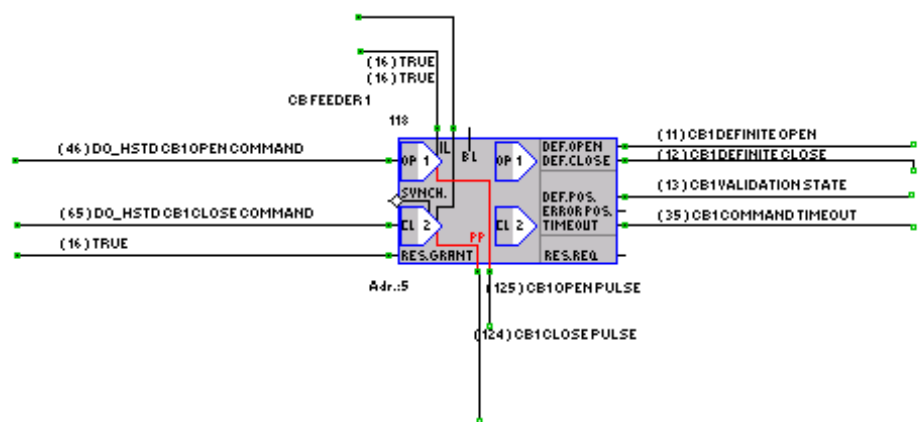 (16)TRUE
(16)TRUE
CB FEEDER 1
118
(46)DO_HSTD CB1 OPEN COMMAND
OP 1
IL
BL
OP 1
DEF.OPEN
DEF.CLOSE
(11)CB1 DEFINITE OPEN
(12)CB1 DEFINITE CLOSE
SYNCH.
DEF.POS.
ERROR POS.
TIMEOUT
(13)CB1 VALIDATION STATE
(35)CB1 COMMAND TIMEOUT
(65)DO_HSTD CB1 CLOSE COMMAND
CL 2
PP
CL 2
(16)TRUE
RES.GRANT
RES.REQ.
Adr.:5
(125)CB1 OPEN PULSE
(124)CB1 CLOSE PULSE